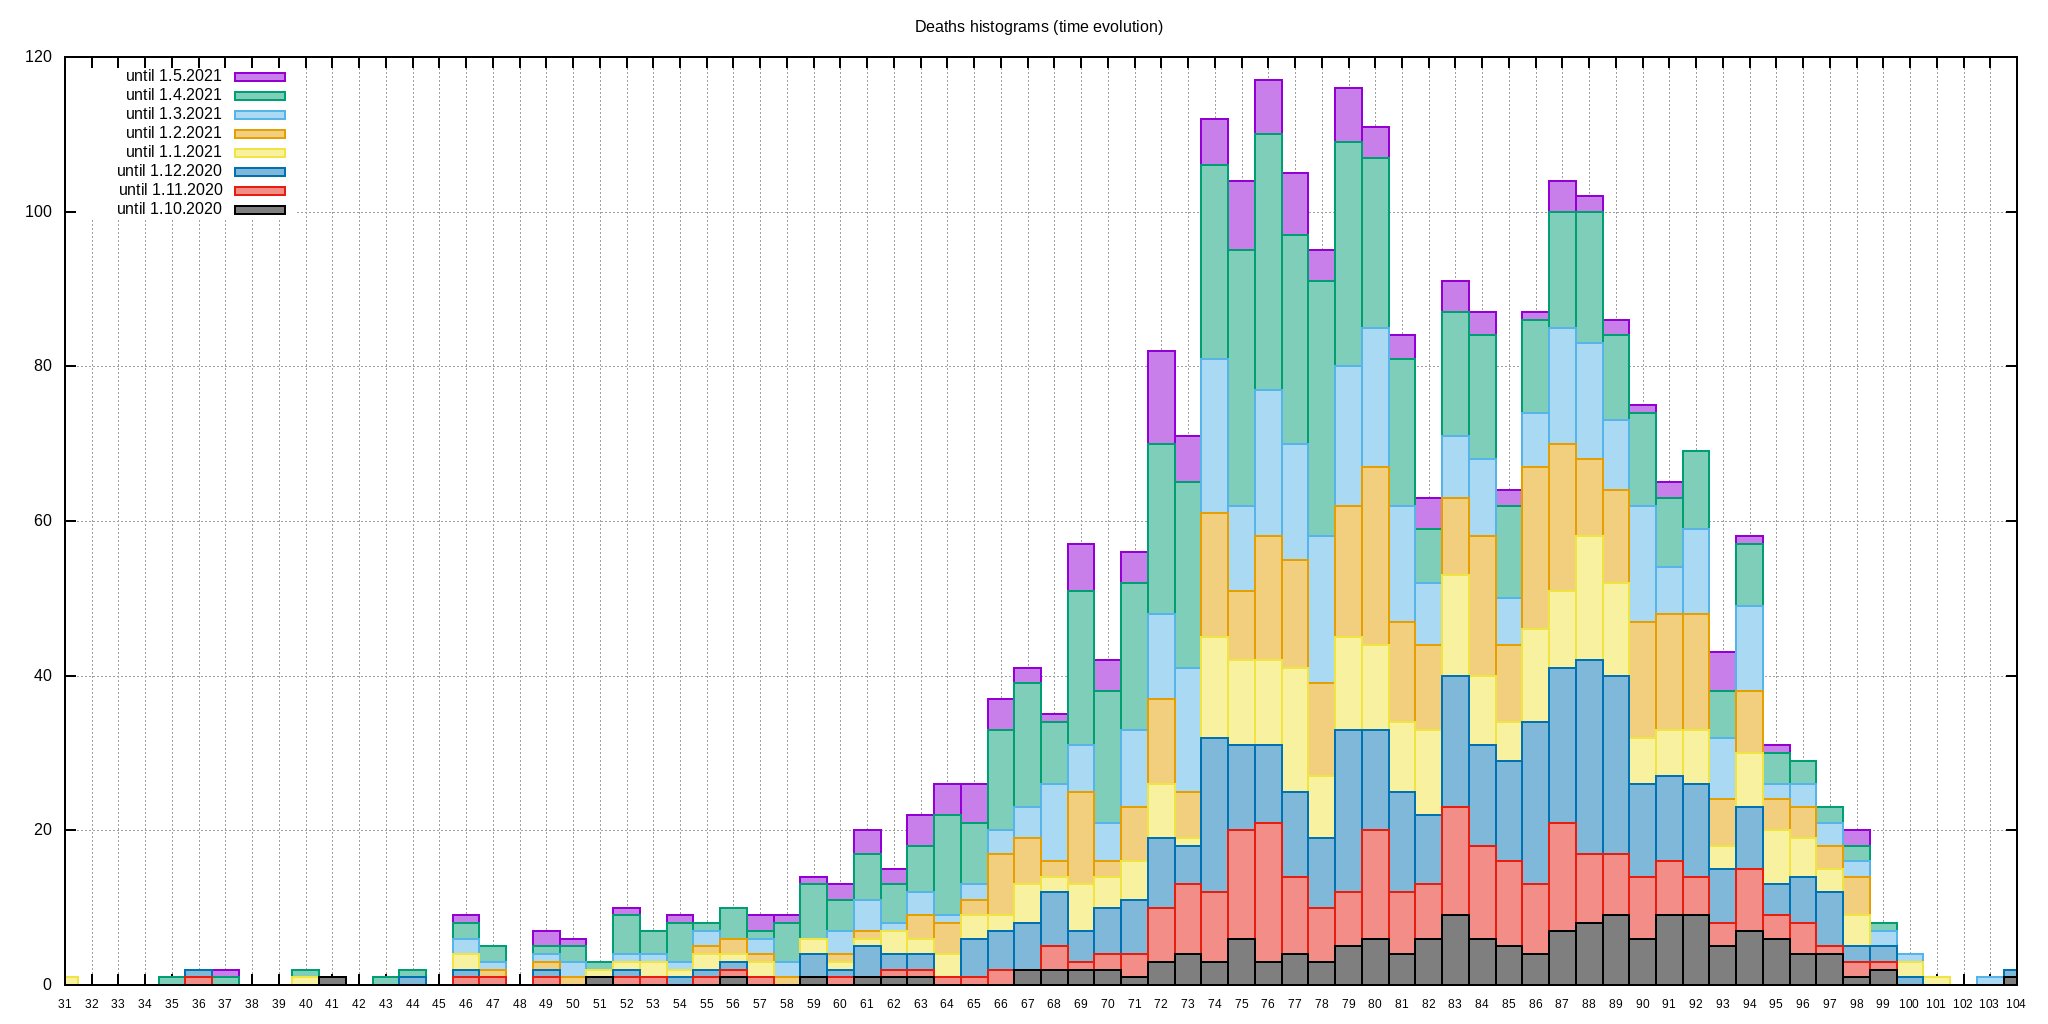 Deaths histograms (time evolution)
120
100
80
60
40
20
0
until 1.5.2021
until 1.4.2021
until 1.3.2021
until 1.2.2021
until 1.1.2021
until 1.12.2020
until 1.11.2020
until 1.10.2020
31 32 33 34 35 36 37 38 39 40 41 42 43 44 45 46 47 48 49 50 51 52 53 54 55 56 57 58 59 60 61 62 63 64 65 66 67 68 69 70 71 72 73 74 75 76 77 78 79 80 81 82 83 84 85 86 87 88 89 90 91 92 93 94 95 96 97 98 99 100 101 102 103 104